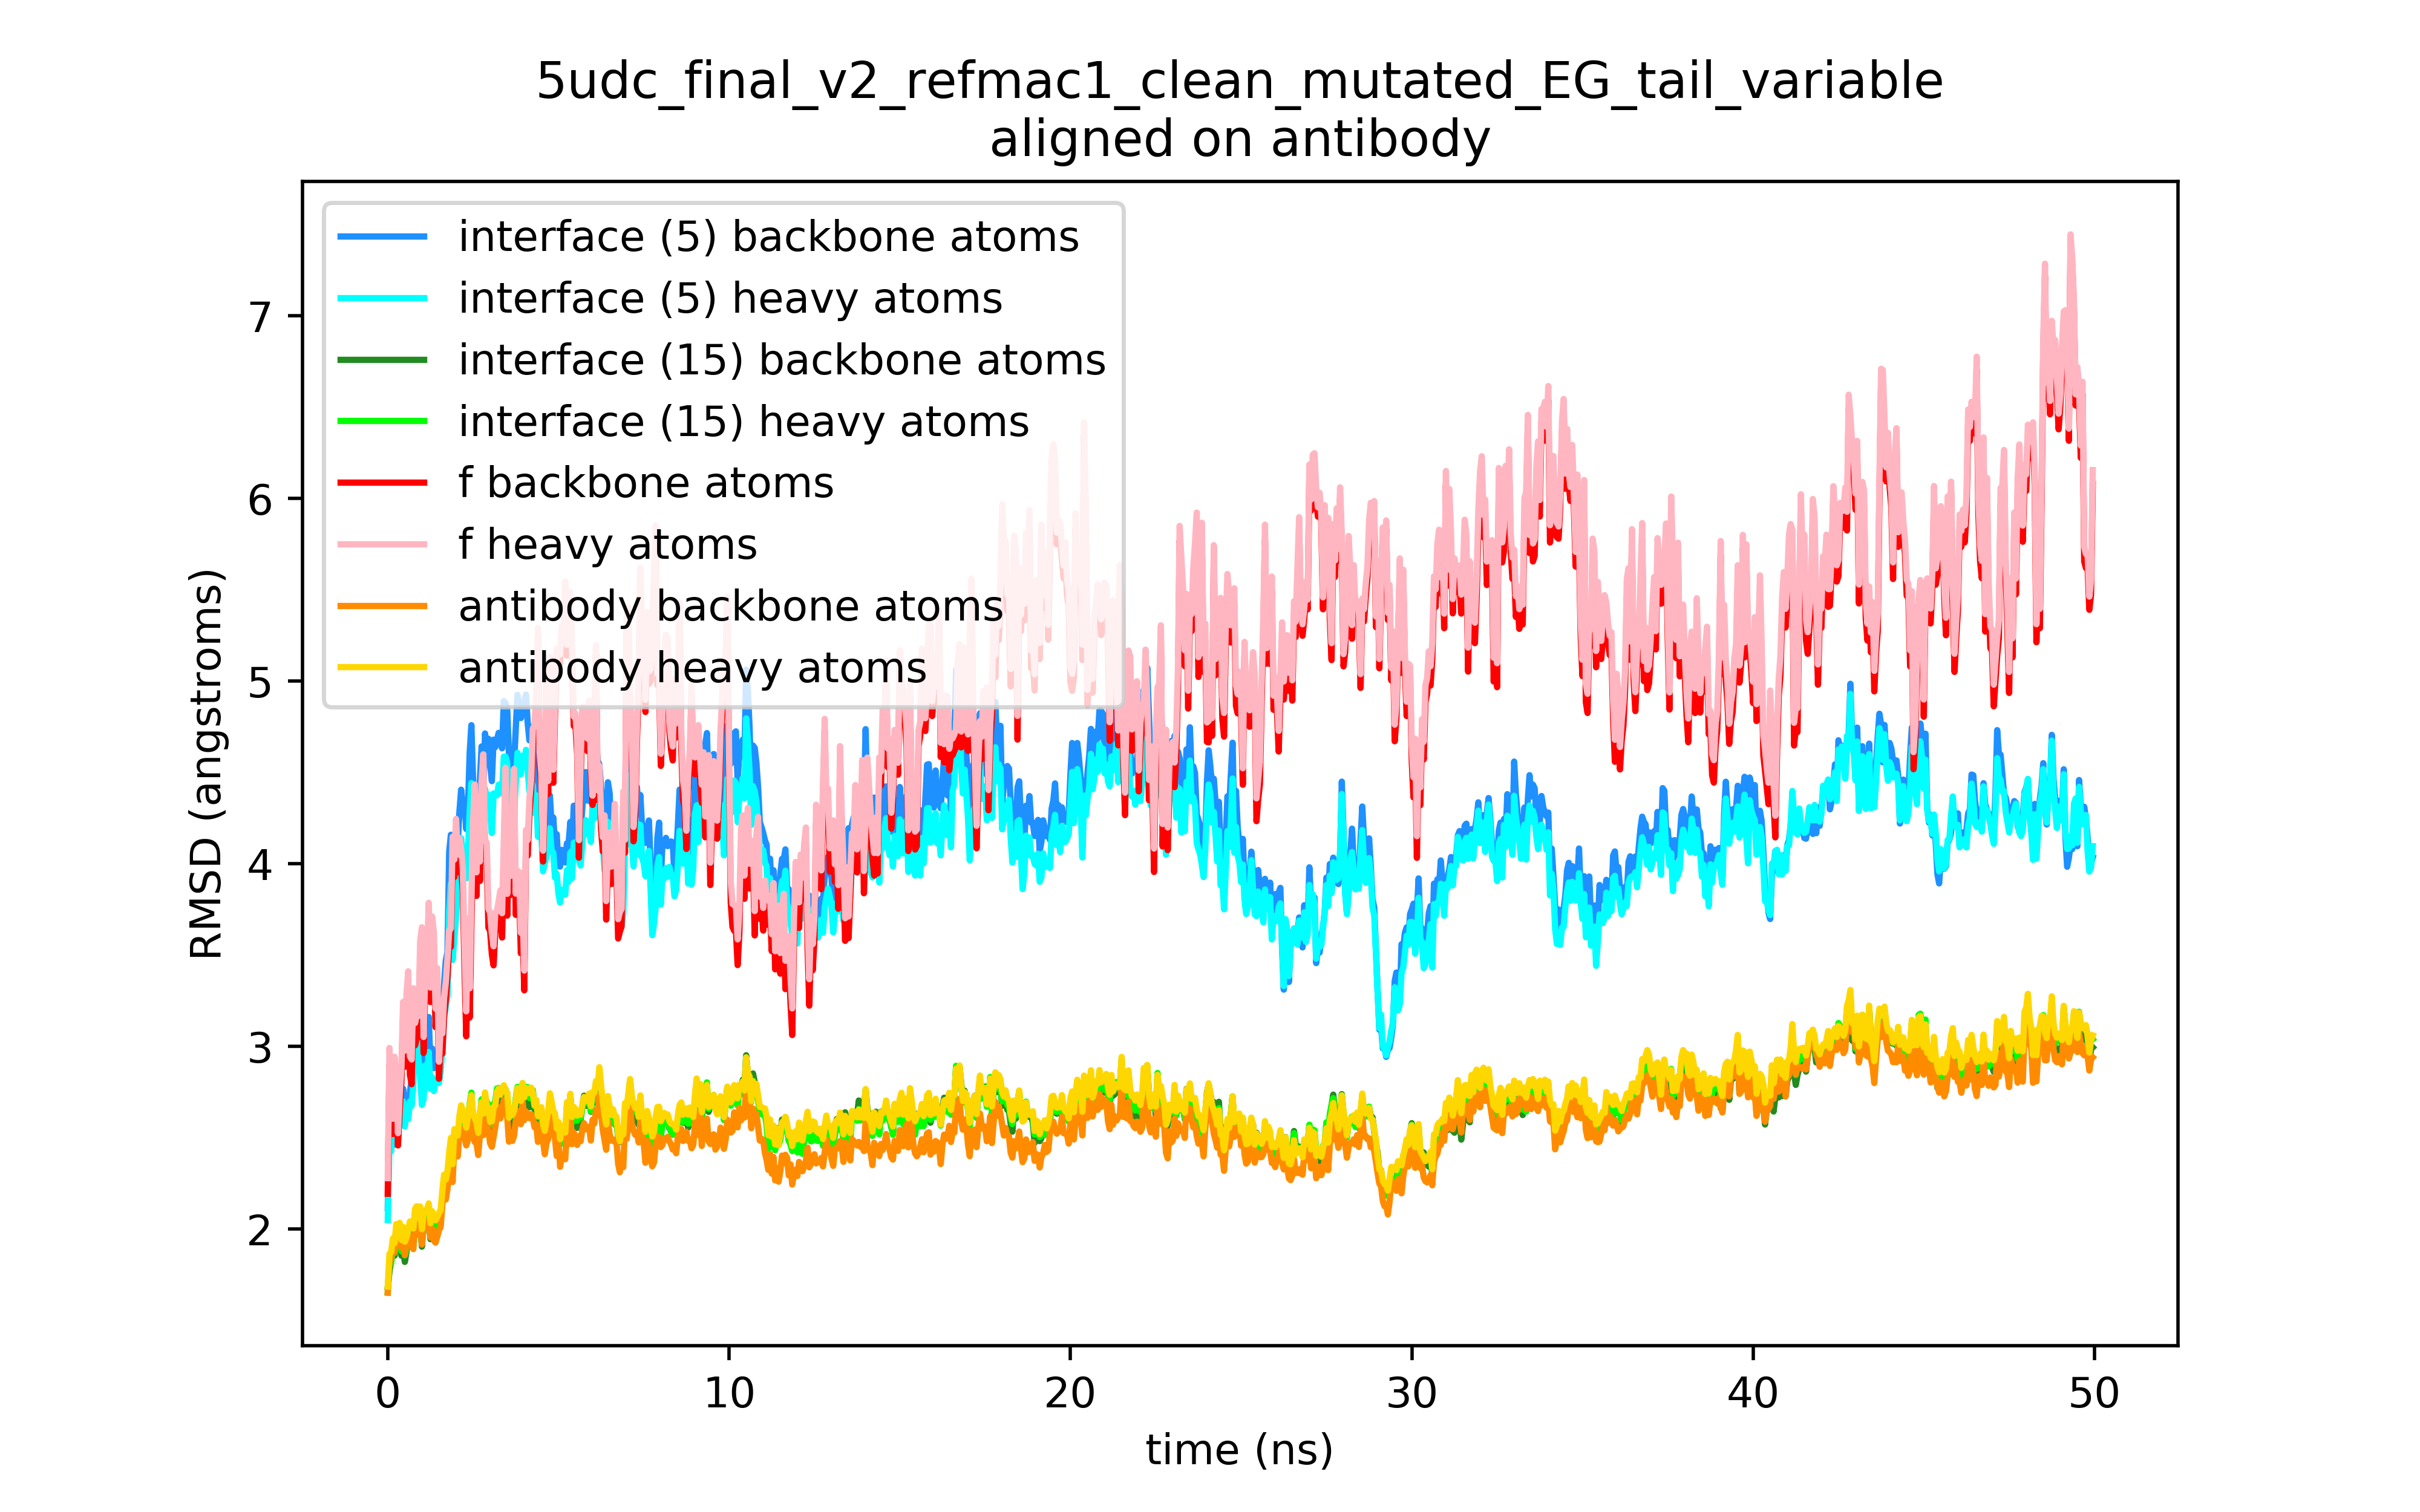 5udc_final_v2_refmac1_clean_mutated_EG_tail_variable
aligned on antibody
interface (5) backbone atoms
interface (5) heavy atoms
interface (15) backbone atoms
interface (15) heavy atoms
f backbone atoms
f heavy atoms
antibody backbone atoms
antibody heavy atoms
RMSD (angstroms)
7
6
5
4
3
2
0 10 20 30 40 50
time (ns)